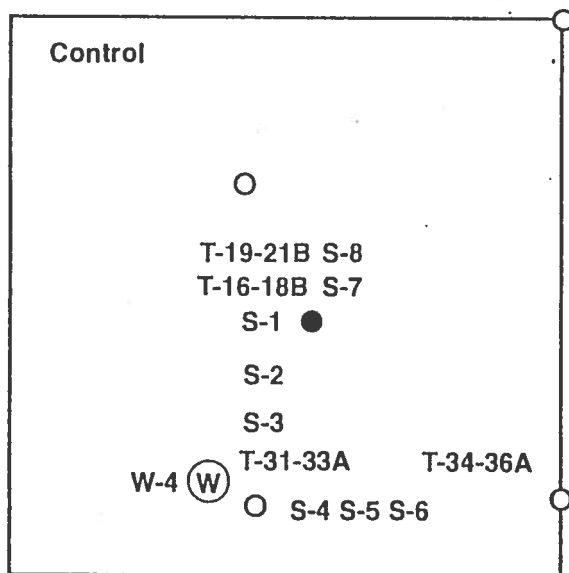 Control
T-19-21B S-8
T-16-18B S-7
S-1
S-2
S-3
T-31-33A T-34-36A
W-4 W
S-4 S-5 S-6